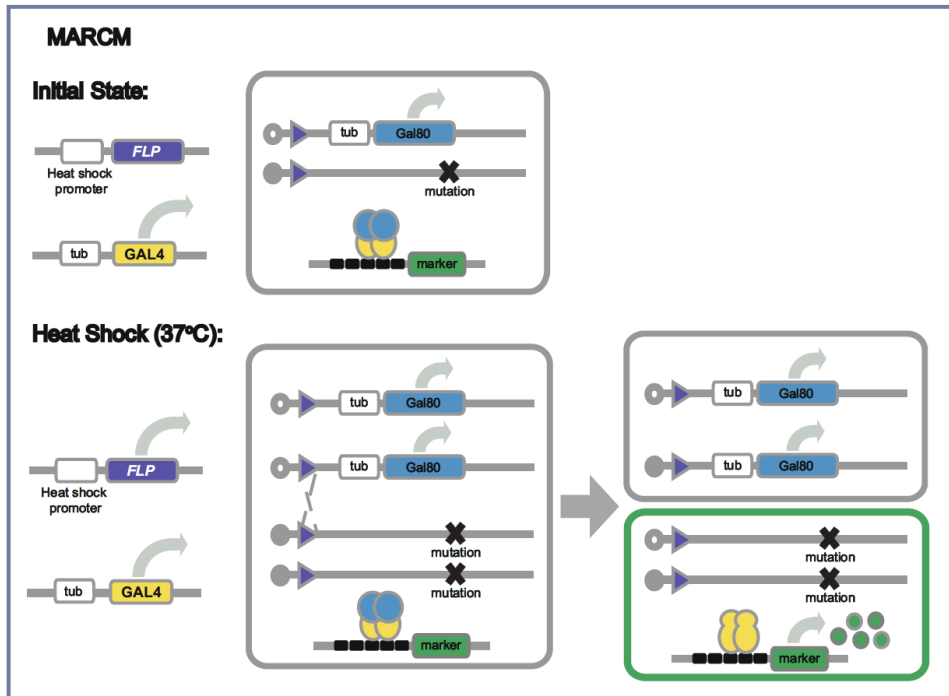 MARCM
Initial State:
FLP
Heat shock
promoter
tub
GAL4
tub
Gal80
mutation
marker
Heat Shock (37°C):
FLP
Heat shock
promoter
tub
GAL4
tub
Gal80
tub
Gal80
mutation
mutation
marker
tub
Gal80
tub
Gal80
mutation
mutation
marker